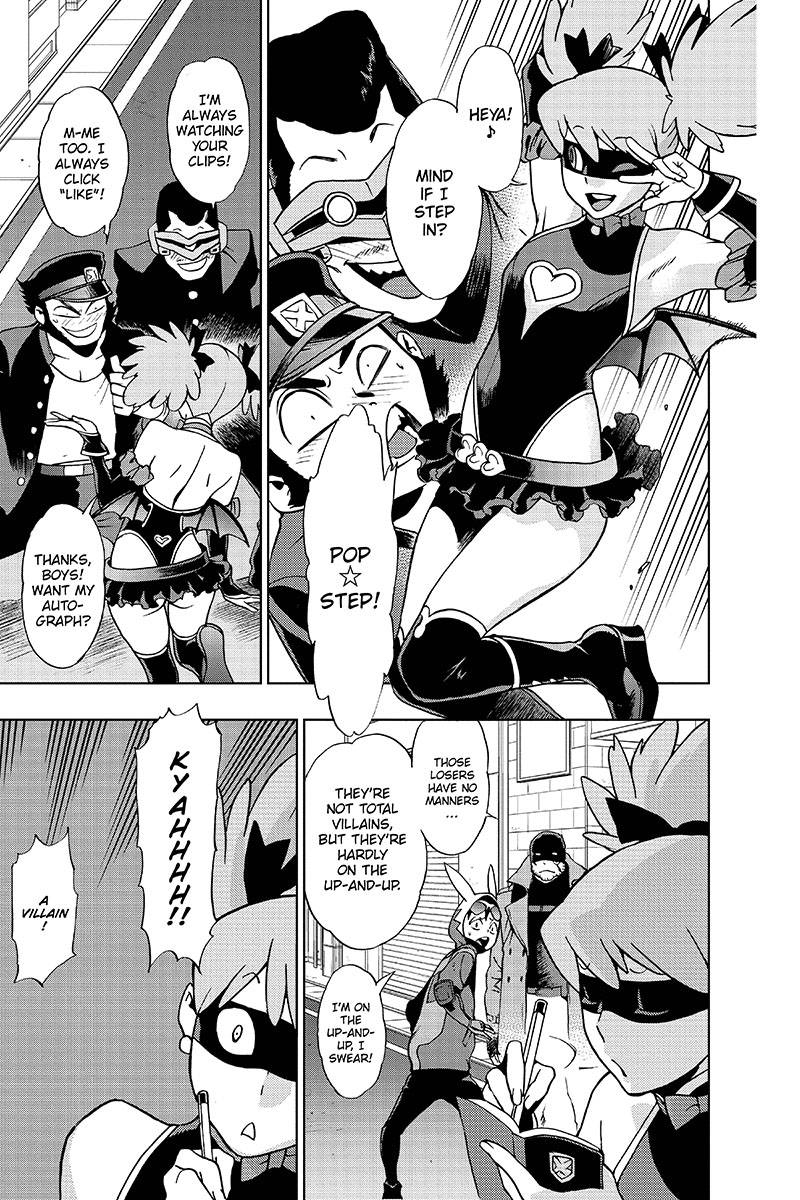 HEYA!
♪
MIND
IF I
STEP
IN?
POP
☆
STEP!
I'M
ALWAYS
WATCHING
YOUR
CLIPS!
M-ME
TOO. I
ALWAYS
CLICK
"LIKE"!
THANKS,
BOYS!
WANT MY
AUTO-
GRAPH?
THOSE
LOSERS
HAVE NO
MANNERS
...
THEY'RE
NOT TOTAL
VILLAINS,
BUT THEY'RE
HARDLY
ON THE
UP-AND-UP.
I'M ON
THE
UP-AND-
UP, I
SWEAR!
KYAHHHH!!
A
VILLAIN
!